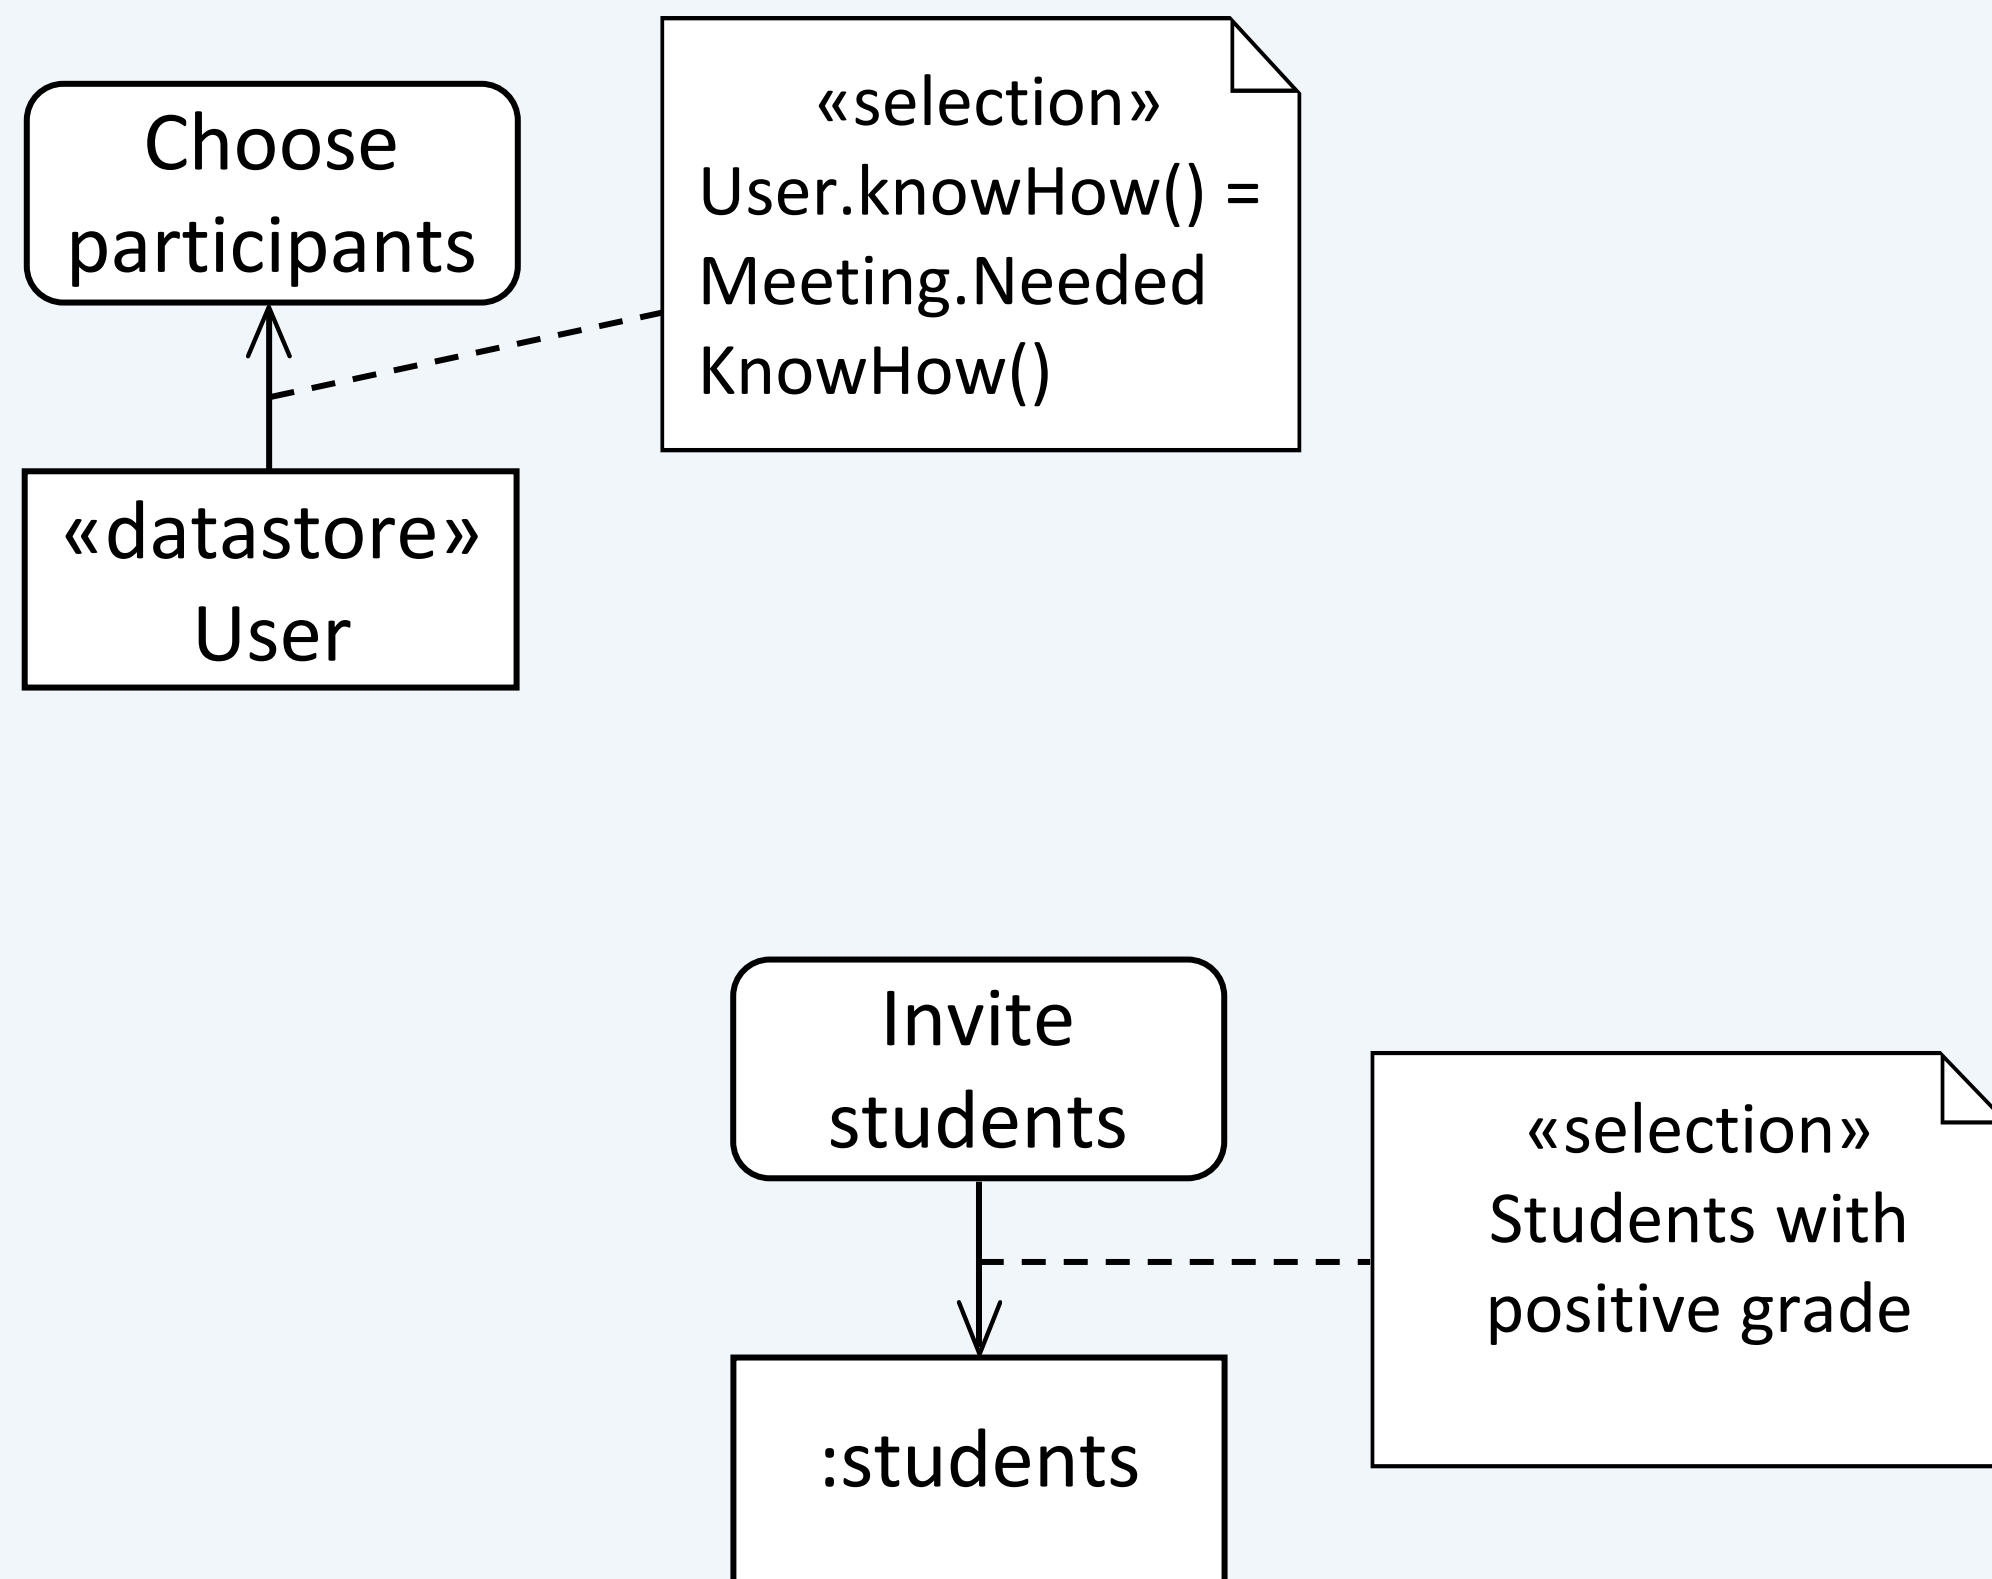 Choose
participants
«selection»
User.knowHow() =
Meeting.Needed
KnowHow()
«datastore»
User
Invite
students
«selection»
Students with
positive grade
:students